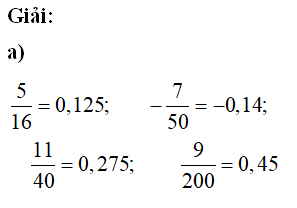 Giải:
a)
5/16 = 0,125; -7/50 = -0,14;
11/40 = 0,275; 9/200 = 0,45